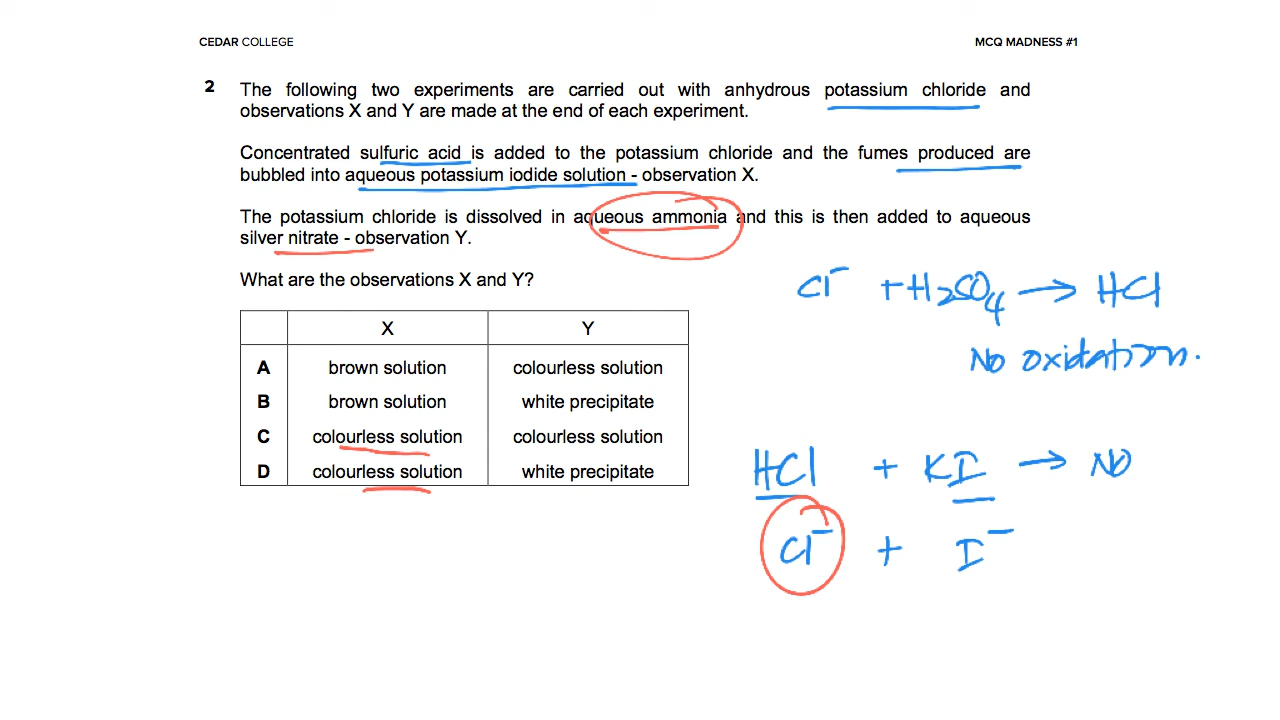 CEDAR COLLEGE
MCQ MADNESS #1
2 The following two experiments are carried out with anhydrous potassium chloride and
observations X and Y are made at the end of each experiment.
Concentrated sulfuric acid is added to the potassium chloride and the fumes produced are
bubbled into aqueous potassium iodide solution - observation X.
The potassium chloride is dissolved in aqueous ammonia and this is then added to aqueous
silver nitrate - observation Y.
What are the observations X and Y?
X Y
A brown solution colourless solution
B brown solution white precipitate
C colourless solution colourless solution
D colourless solution white precipitate
Cl⁻ + H₂SO₄ → HCl
No oxidation.
HCl + KI → NO
Cl⁻ + I⁻